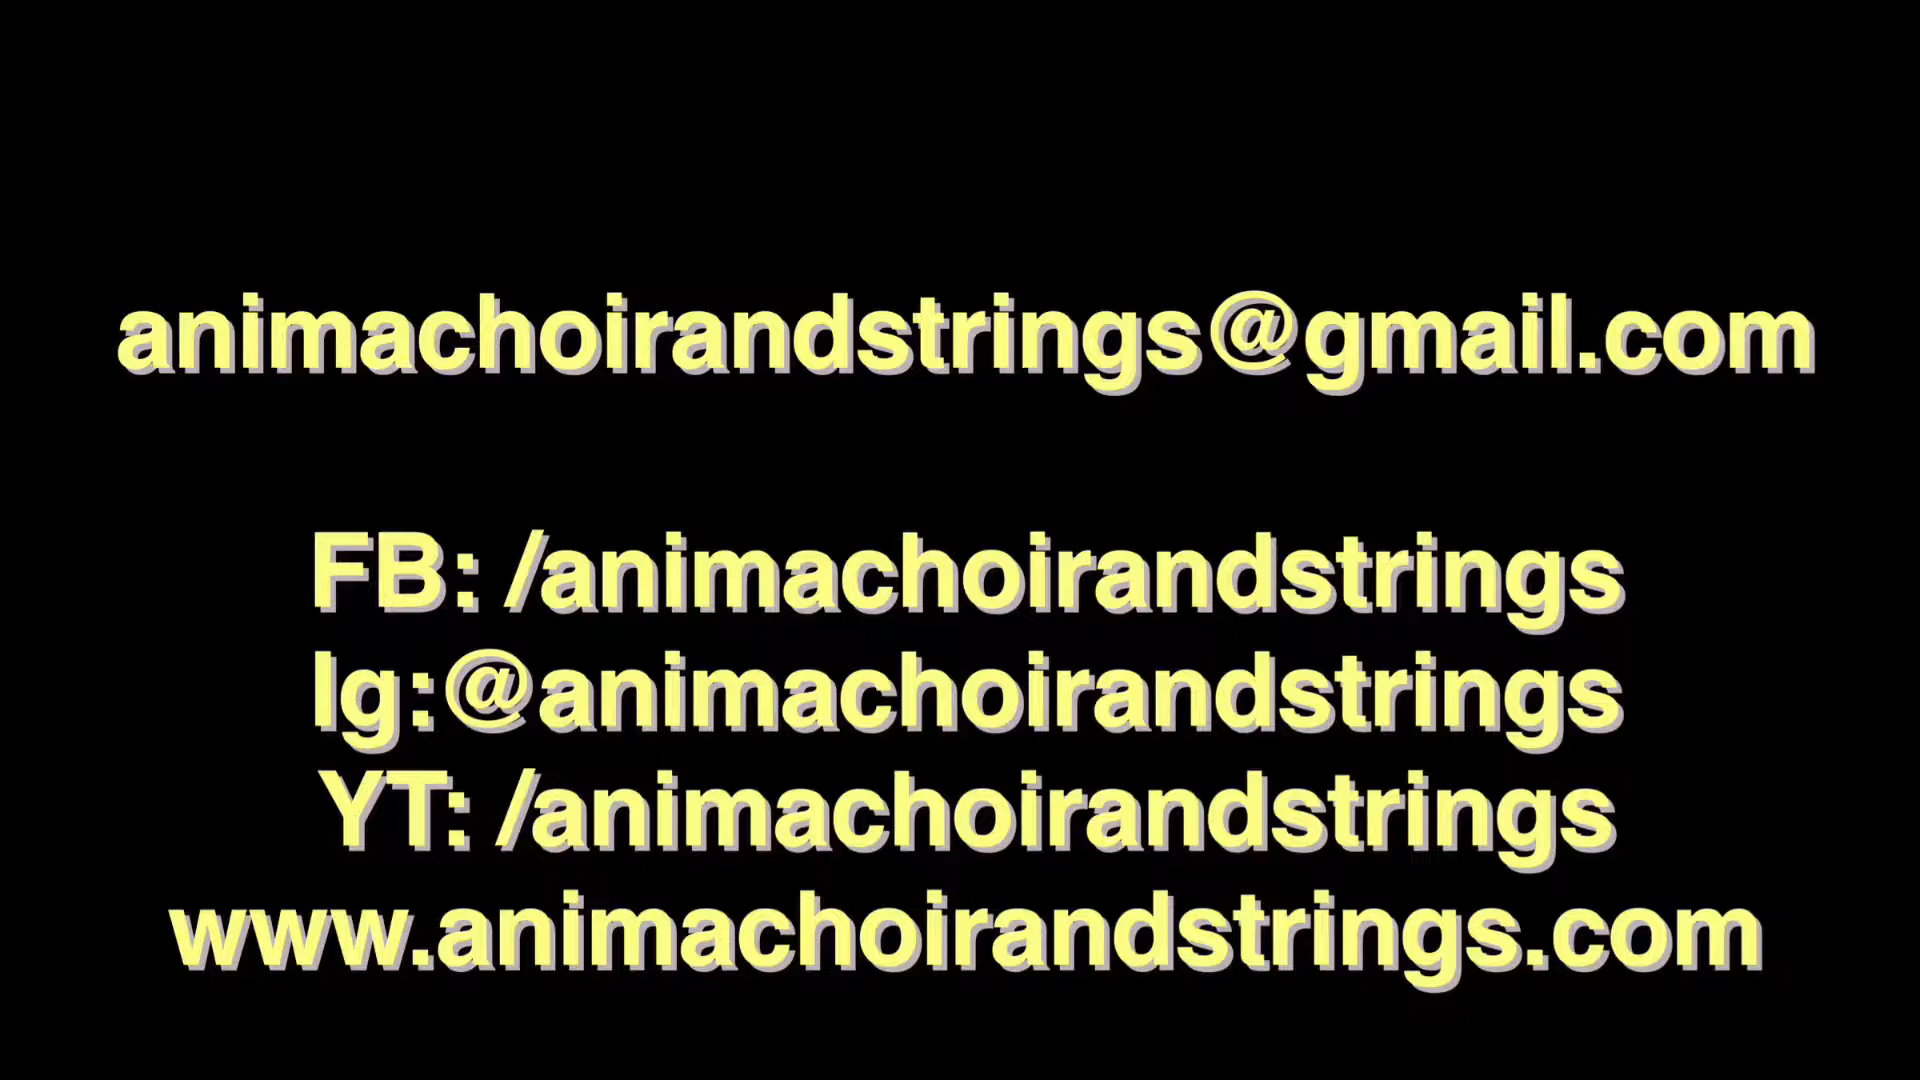 animachoirandstrings@gmail.com
FB: /animachoirandstrings
Ig:@animachoirandstrings
YT: /animachoirandstrings
www.animachoirandstrings.com